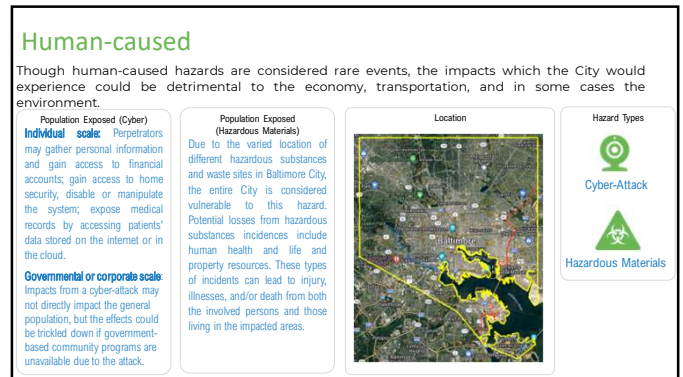 Human-caused
Though human-caused hazards are considered rare events, the impacts which the City would
experience could be detrimental to the economy, transportation, and in some cases the
environment.
Population Exposed (Cyber)
Individual scale: Perpetrators
may gather personal information
and gain access to financial
accounts; gain access to home
security, disable or manipulate
the system; expose medical
records by accessing patients'
data stored on the internet or in
the cloud.
Governmental or corporate scale:
Impacts from a cyber-attack may
not directly impact the general
population, but the effects could
be trickled down if government-
based community programs are
unavailable due to the attack.
Population Exposed
(Hazardous Materials)
Due to the varied location of
different hazardous substances
and waste sites in Baltimore City,
the entire City is considered
vulnerable to this hazard.
Potential losses from hazardous
substances incidences include
human health and life and
property resources. These types
of incidents can lead to injury,
illnesses, and/or death from both
the involved persons and those
living in the impacted areas.
Location
Baltimore
Hazard Types
Cyber-Attack
Hazardous Materials